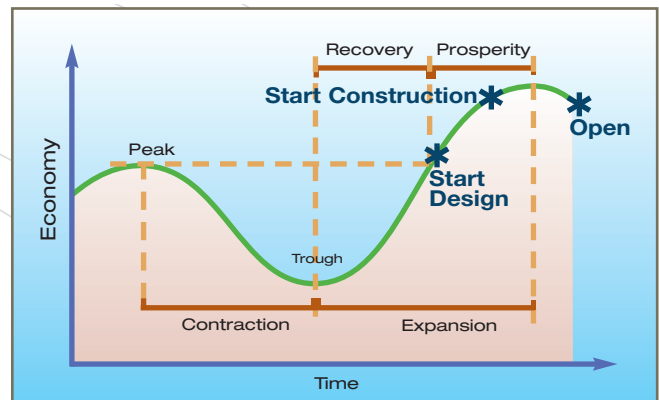 Recovery Prosperity
Start Construction
Open
Peak
Start
Design
Economy
Trough
Contraction Expansion
Time